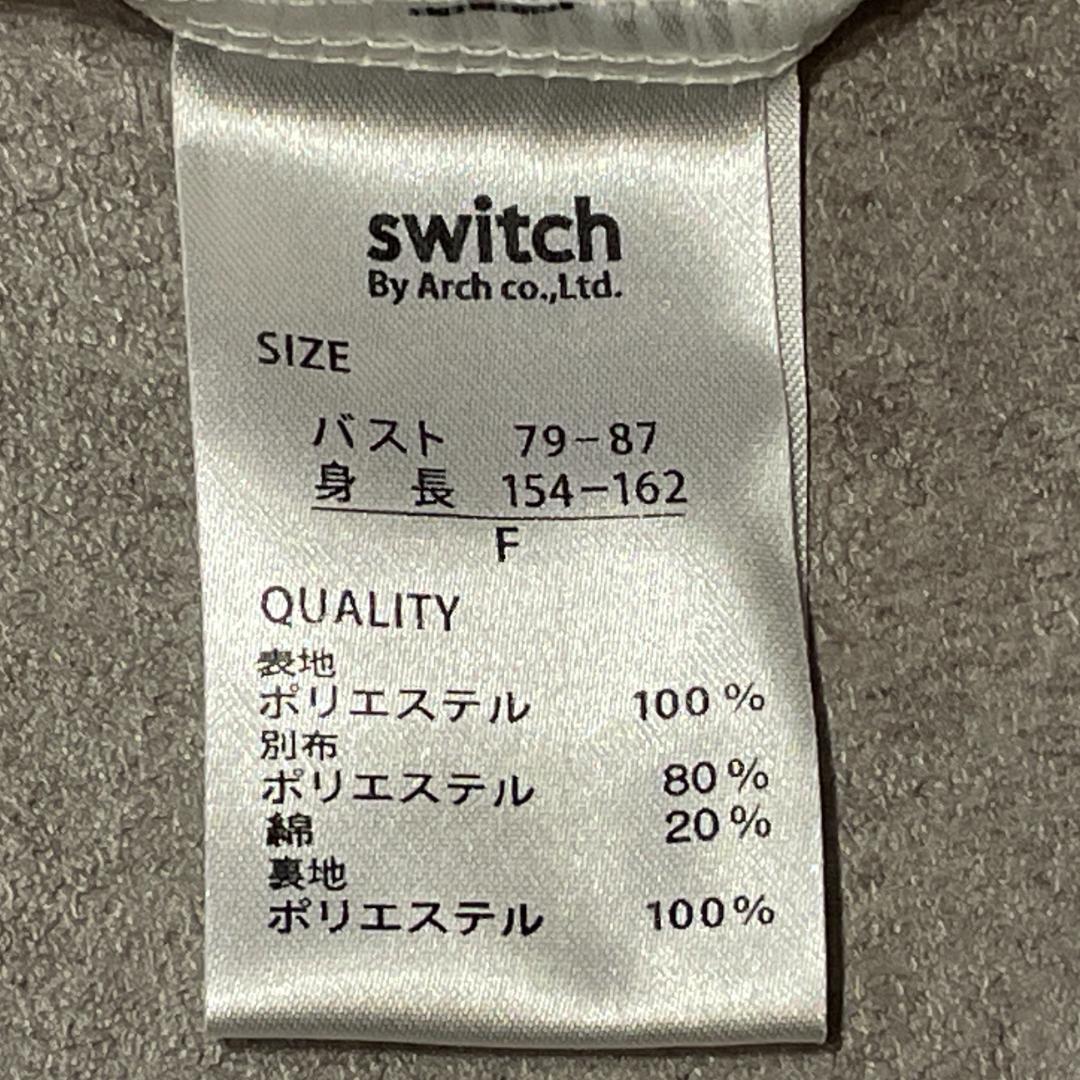 switch
By Arch co.,Ltd.
SIZE
バスト 79-87
身 長 154-162
F
QUALITY
表地
ポリエステル 100%
別布
ポリエステル 80%
綿 20%
裏地
ポリエステル 100%